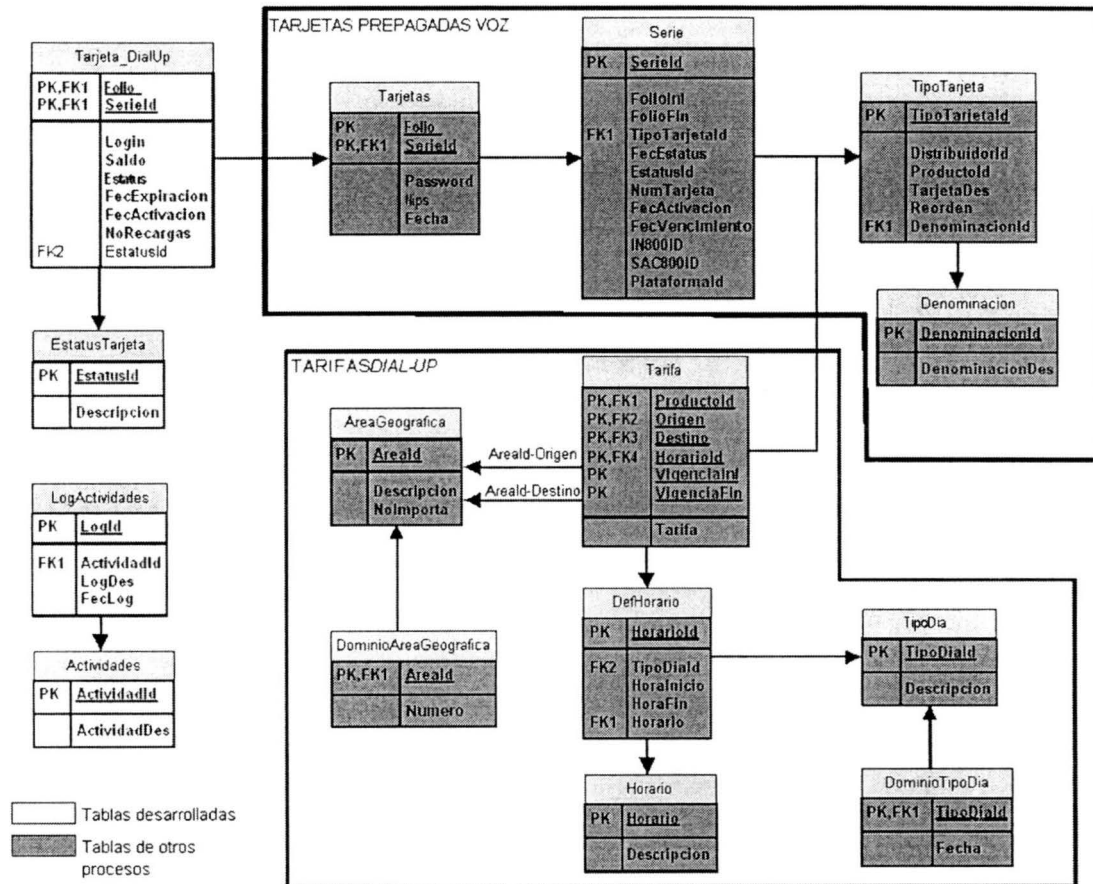 TARJETAS PREPAGADAS VOZ
Tarjeta_DialUp
PK,FK1 Folio
PK,FK1 SerieId
Login
Saldo
Estatus
FecExpiracion
FecActivacion
NoRecargas
FK2 EstatusId
Tarjetas
PK Folio
PK,FK1 SerieId
Password
Nips
Fecha
Serie
PK SerieId
FolioIni
FolioFin
FK1 TipoTarjetaId
FecEstatus
EstatusId
NumTarjeta
FecActivacion
FecVencimiento
IN800ID
SAC800ID
PlataformaId
TipoTarjeta
PK TipoTarjetaId
DistribuidorId
ProductoId
TarjetaDes
Reorden
FK1 DenominacionId
Denominacion
PK DenominacionId
DenominacionDes
EstatusTarjeta
PK EstatusId
Descripcion
LogActividades
PK LogId
FK1 ActividadId
LogDes
FecLog
Actividades
PK ActividadId
ActividadDes
TARIFASDIAL-UP
AreaGeografica
PK AreaId
Descripcion
NoImporta
AreaId-Origen
AreaId-Destino
Tarifa
PK,FK1 ProductoId
PK,FK2 Origen
PK,FK3 Destino
PK,FK4 HorarioId
PK VigenciaIni
PK VigenciaFin
Tarifa
DominioAreaGeografica
PK,FK1 AreaId
Numero
DefHorario
PK HorarioId
FK2 TipoDiaId
HoraInicio
HoraFin
FK1 Horario
TipoDia
PK TipoDiaId
Descripcion
Horario
PK Horario
Descripcion
DominioTipoDia
PK,FK1 TipoDiaId
Fecha
Tablas desarrolladas
Tablas de otros
procesos